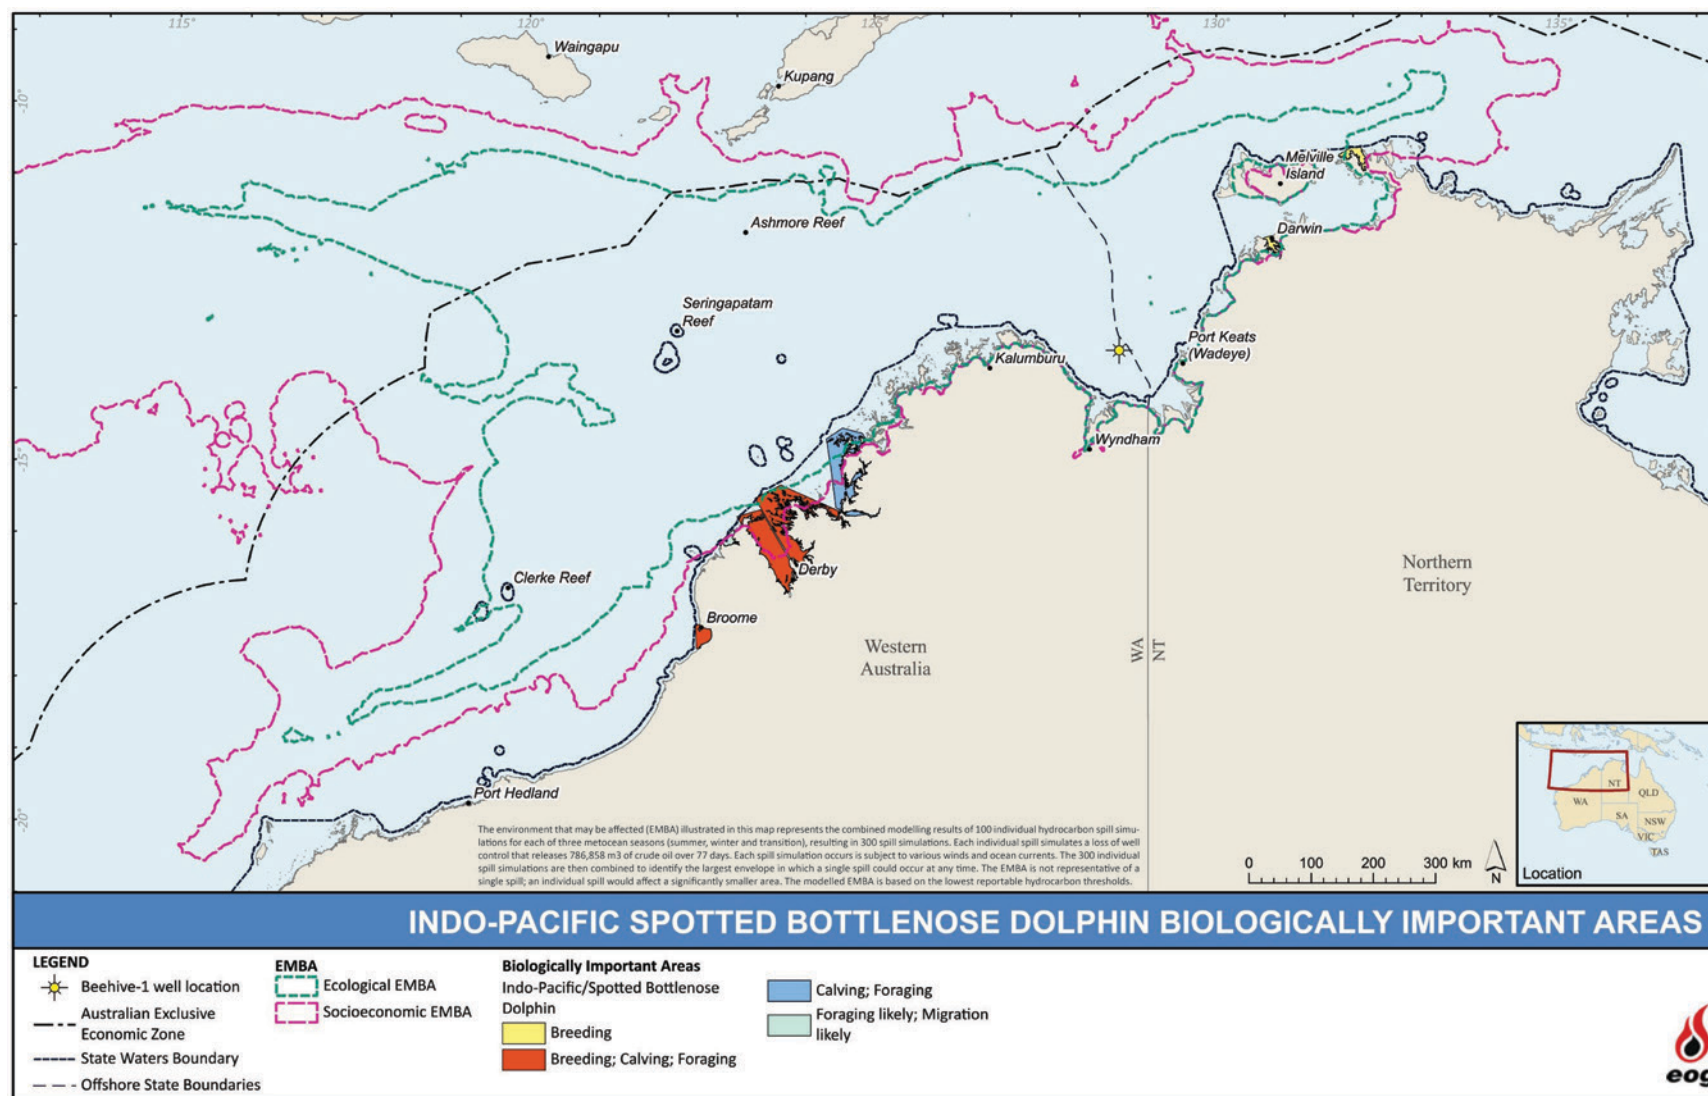 115°
120°
125°
130°
135°
-10°
-15°
-20°
Waingapu
Kupang
Melville
Island
Ashmore Reef
Darwin
Seringapatam
Reef
Port Keats
(Wadeye)
Kalumburu
Wyndham
Derby
Clerke Reef
Broome
Northern
Territory
Western
Australia
WA
NT
Port Hedland
The environment that may be affected (EMBA) illustrated in this map represents the combined modelling results of 100 individual hydrocarbon spill simu-
lations for each of three metocean seasons (summer, winter and transition), resulting in 300 spill simulations. Each individual spill simulates a loss of well
control that releases 786,858 m3 of crude oil over 77 days. Each spill simulation occurs is subject to various winds and ocean currents. The 300 individual
spill simulations are then combined to identify the largest envelope in which a single spill could occur at any time. The EMBA is not representative of a
single spill; an individual spill would affect a significantly smaller area. The modelled EMBA is based on the lowest reportable hydrocarbon thresholds.
0 100 200 300 km
N
NT
WA
QLD
SA
NSW
VIC
TAS
Location
INDO-PACIFIC SPOTTED BOTTLENOSE DOLPHIN BIOLOGICALLY IMPORTANT AREAS
LEGEND
Beehive-1 well location
Australian Exclusive
Economic Zone
State Waters Boundary
Offshore State Boundaries
EMBA
Ecological EMBA
Socioeconomic EMBA
Biologically Important Areas
Indo-Pacific/Spotted Bottlenose
Dolphin
Breeding
Breeding; Calving; Foraging
Calving; Foraging
Foraging likely; Migration
likely
eog